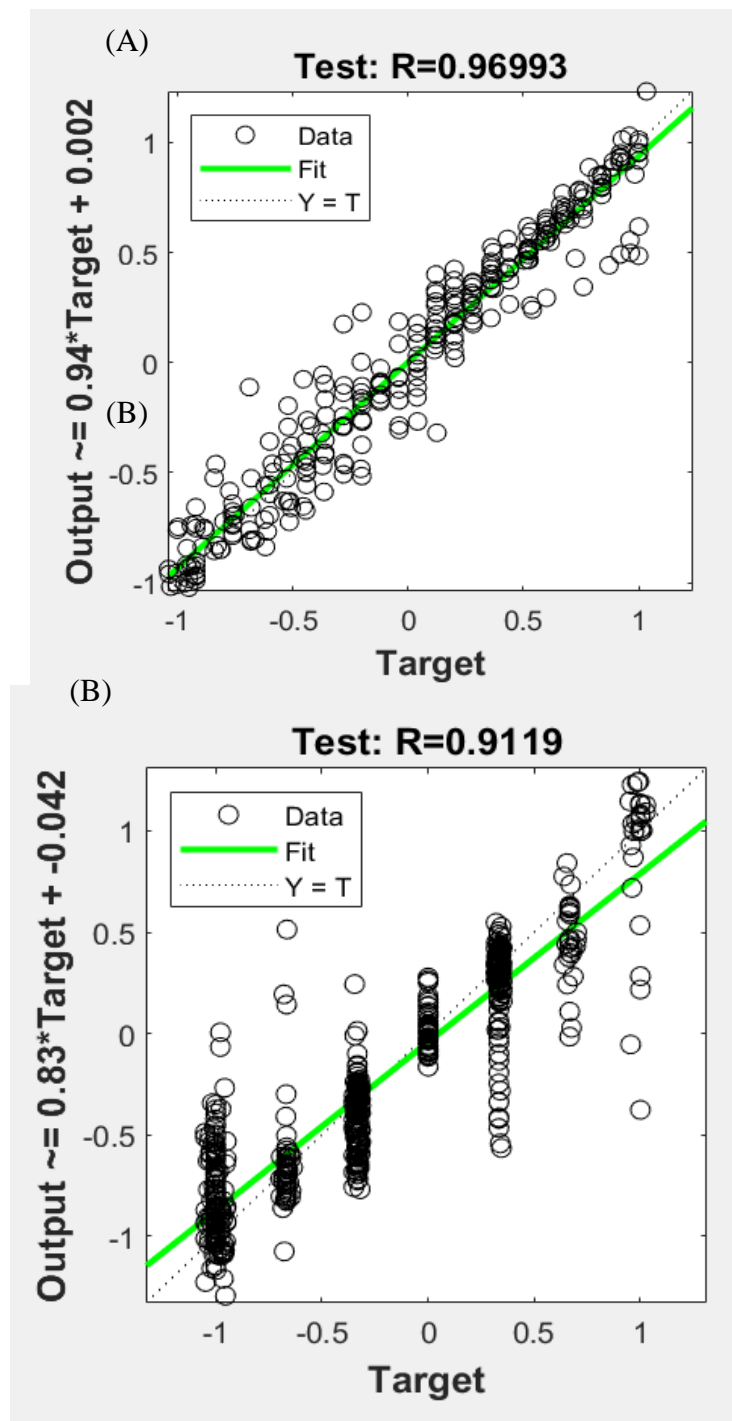 (A)
Test: R=0.96993
Output ~= 0.94*Target + 0.002
1
0.5
0
-0.5
-1
Data
Fit
Y = T
(B)
-1
-0.5
0
0.5
1
Target
(B)
Test: R=0.9119
Output ~= 0.83*Target + -0.042
1
0.5
0
-0.5
-1
Data
Fit
Y = T
-1
-0.5
0
0.5
1
Target